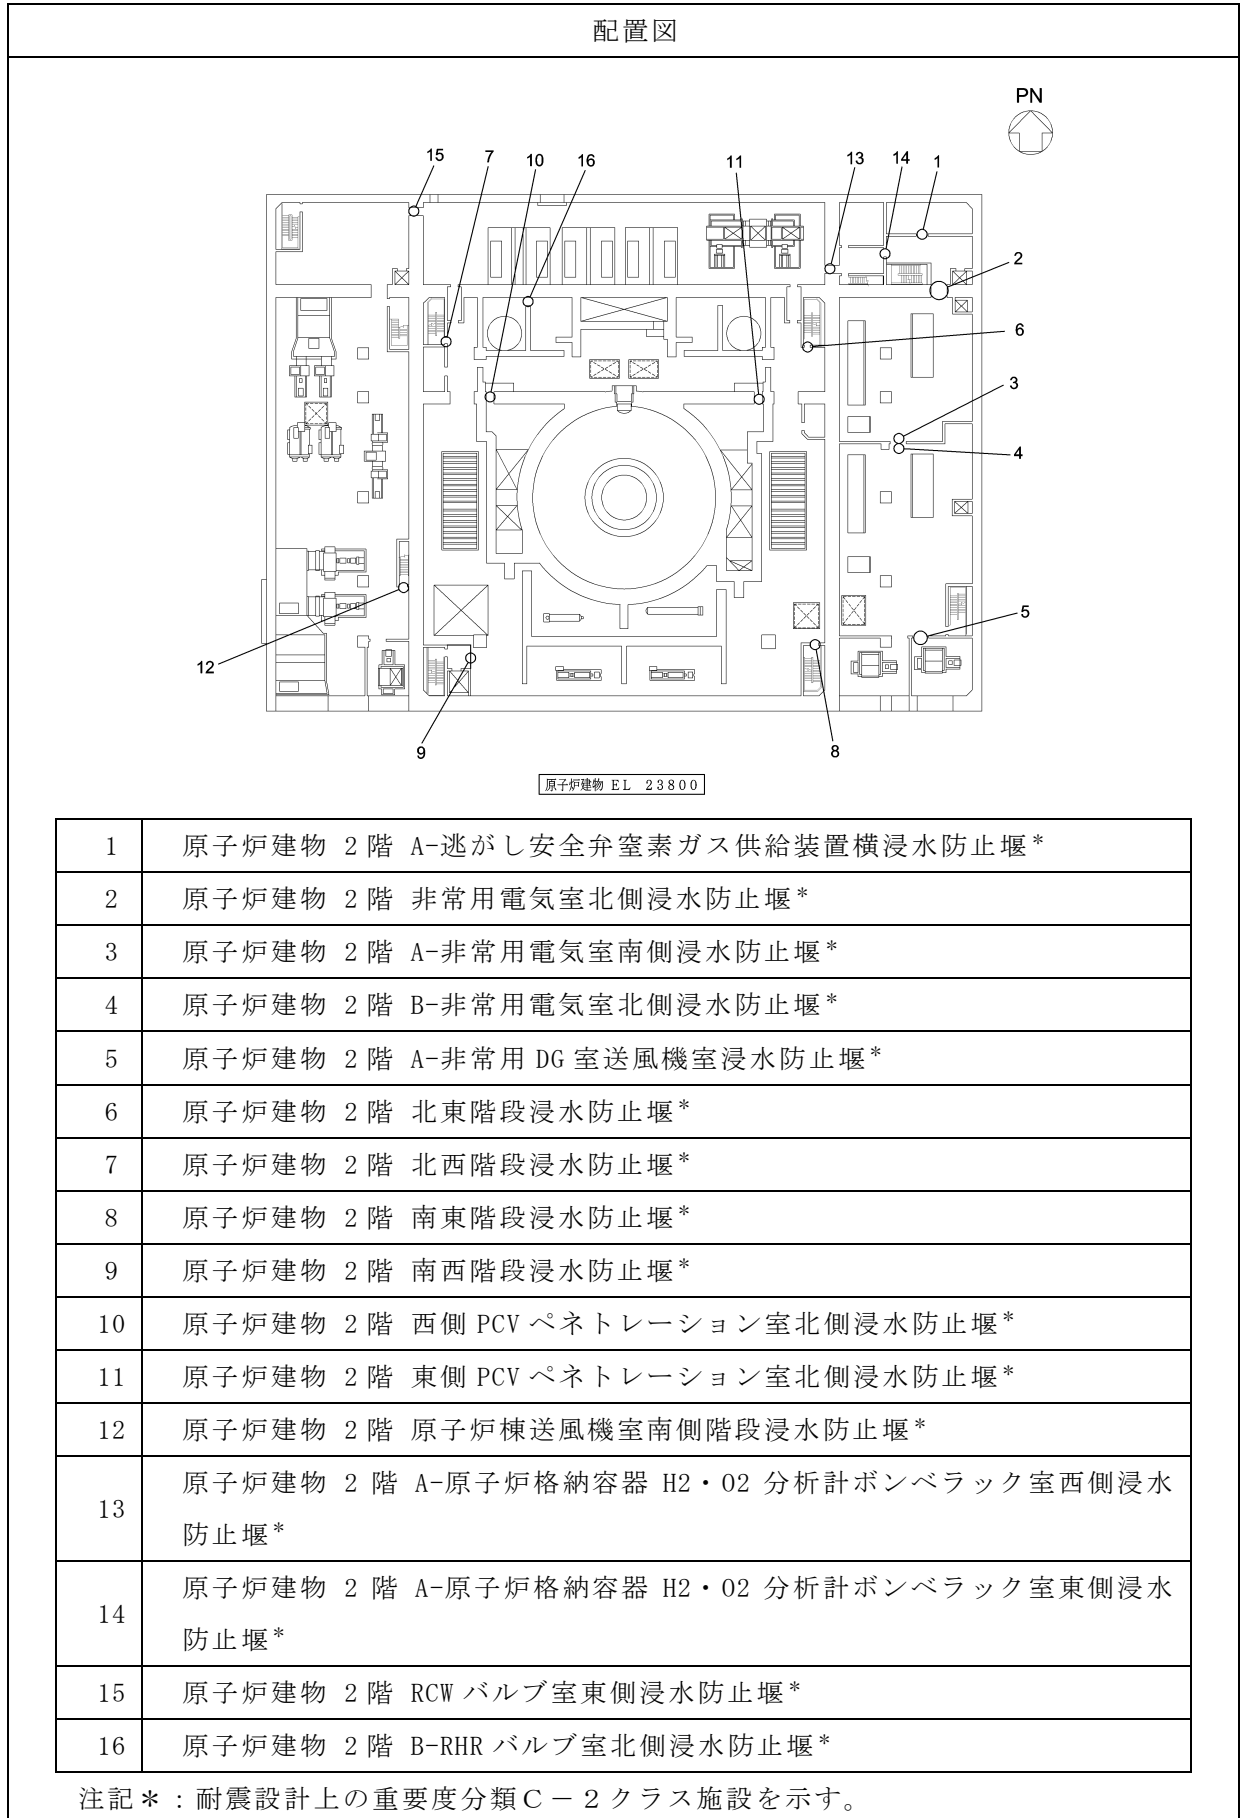 配置図
PN
15 7 10 16 11 13 14 1
2
6
3
4
5
12
9 8
原子炉建物 EL 23800
1 原子炉建物 2階 A-逃がし安全弁窒素ガス供給装置横浸水防止堰*
2 原子炉建物 2階 非常用電気室北側浸水防止堰*
3 原子炉建物 2階 A-非常用電気室南側浸水防止堰*
4 原子炉建物 2階 B-非常用電気室北側浸水防止堰*
5 原子炉建物 2階 A-非常用 DG 室送風機室浸水防止堰*
6 原子炉建物 2階 北東階段浸水防止堰*
7 原子炉建物 2階 北西階段浸水防止堰*
8 原子炉建物 2階 南東階段浸水防止堰*
9 原子炉建物 2階 南西階段浸水防止堰*
10 原子炉建物 2階 西側 PCV ペネトレーション室北側浸水防止堰*
11 原子炉建物 2階 東側 PCV ペネトレーション室北側浸水防止堰*
12 原子炉建物 2階 原子炉棟送風機室南側階段浸水防止堰*
13 原子炉建物 2階 A-原子炉格納容器 H2・O2 分析計ボンベラック室西側浸水
防止堰*
14 原子炉建物 2階 A-原子炉格納容器 H2・O2 分析計ボンベラック室東側浸水
防止堰*
15 原子炉建物 2階 RCW バルブ室東側浸水防止堰*
16 原子炉建物 2階 B-RHR バルブ室北側浸水防止堰*
注記＊：耐震設計上の重要度分類Ｃ－２クラス施設を示す。